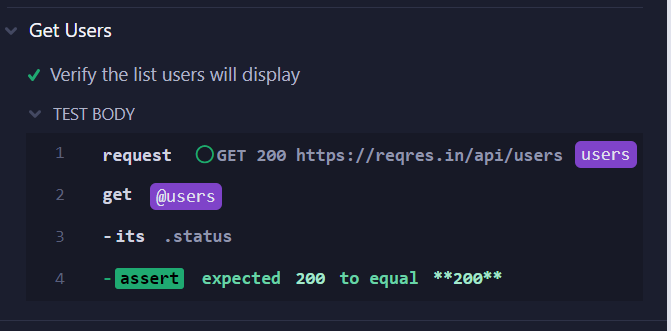 Get Users
Verify the list users will display
TEST BODY
1 request GET 200 https://reqres.in/api/users users
2 get @users
3 -its .status
4 -assert expected 200 to equal **200**